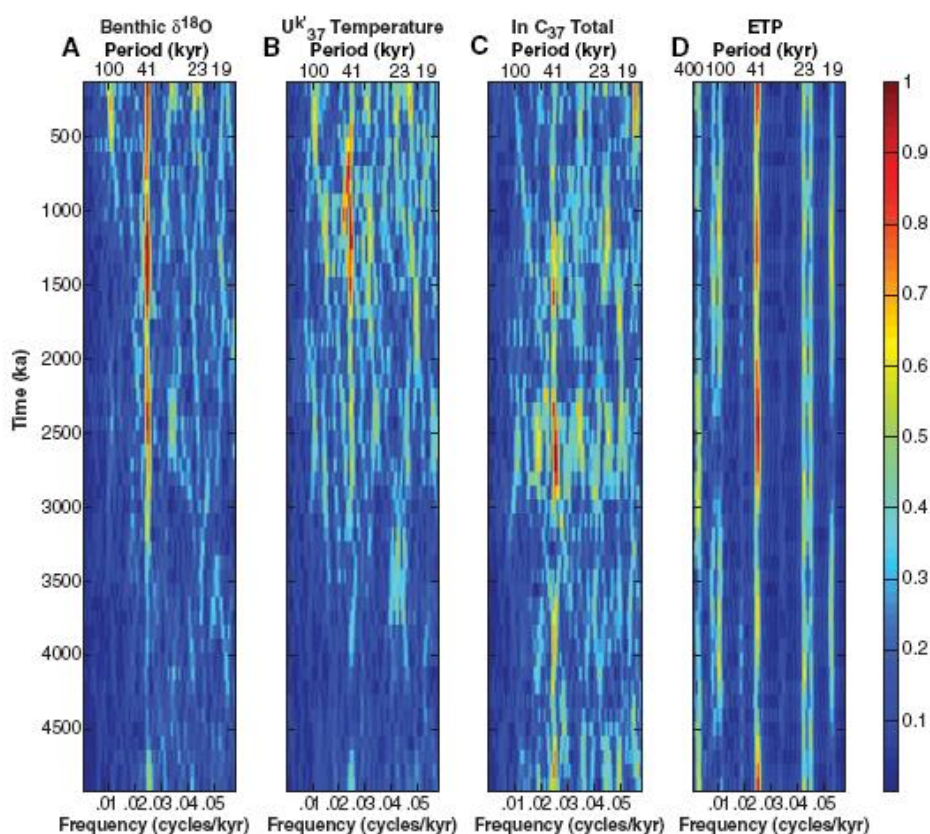 A Benthic δ¹⁸O
Period (kyr)
100 41 23 19
B Uᵏ'₃₇ Temperature
Period (kyr)
100 41 23 19
C In C₃₇ Total
Period (kyr)
100 41 23 19
D ETP
Period (kyr)
400 100 41 23 19
Time (ka)
500
1000
1500
2000
2500
3000
3500
4000
4500
1
0.9
0.8
0.7
0.6
0.5
0.4
0.3
0.2
0.1
.01 .02 .03 .04 .05
Frequency (cycles/kyr)
.01 .02 .03 .04 .05
Frequency (cycles/kyr)
.01 .02 .03 .04 .05
Frequency (cycles/kyr)
.01 .02 .03 .04 .05
Frequency (cycles/kyr)